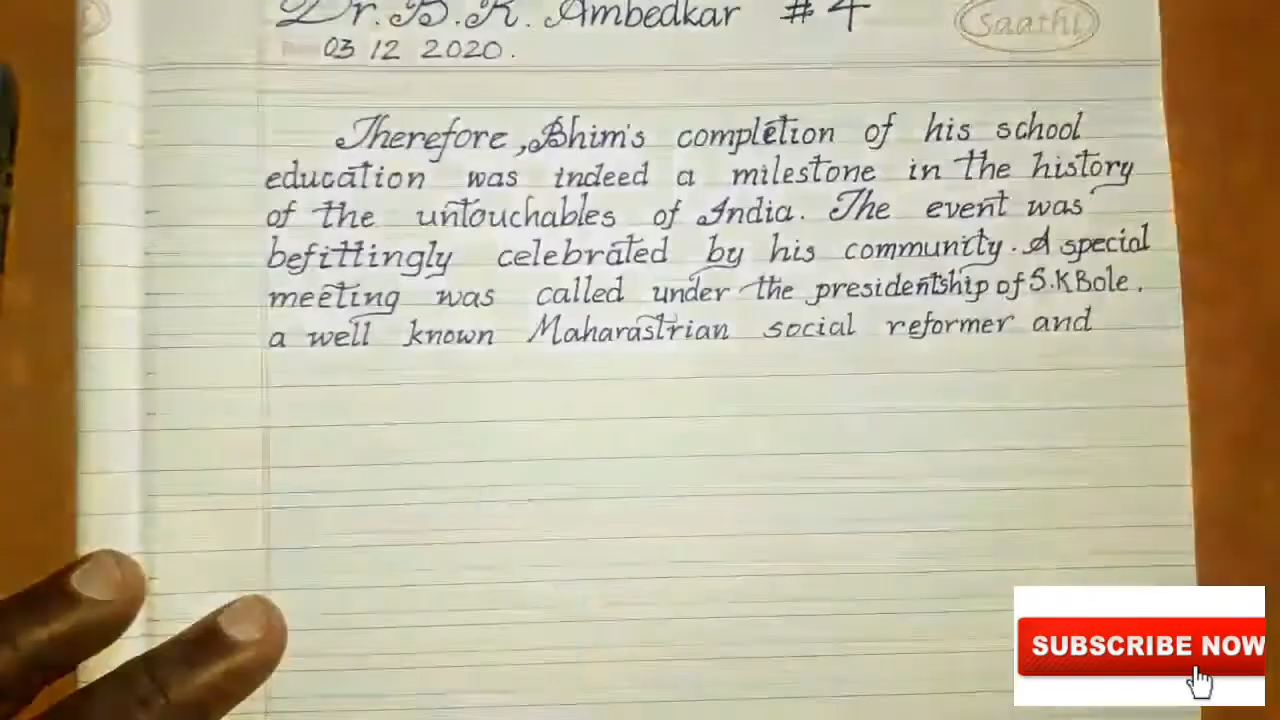 Dr. B. R. Ambedkar #4
Saathi
03 12 2020.
Therefore, Bhim's completion of his school
education was indeed a milestone in the history
of the untouchables of India. The event was
befittingly celebrated by his community. A special
meeting was called under the presidentship of S.K Bole.
a well known Maharastrian social reformer and
SUBSCRIBE NOW